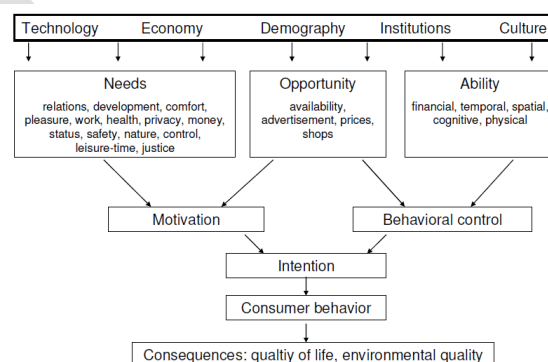 Technology Economy Demography Institutions Culture
Needs
relations, development, comfort,
pleasure, work, health, privacy, money,
status, safety, nature, control,
leisure-time, justice
Opportunity
availability,
advertisement, prices,
shops
Ability
financial, temporal, spatial,
cognitive, physical
Motivation
Behavioral control
Intention
Consumer behavior
Consequences: qualtiy of life, environmental quality